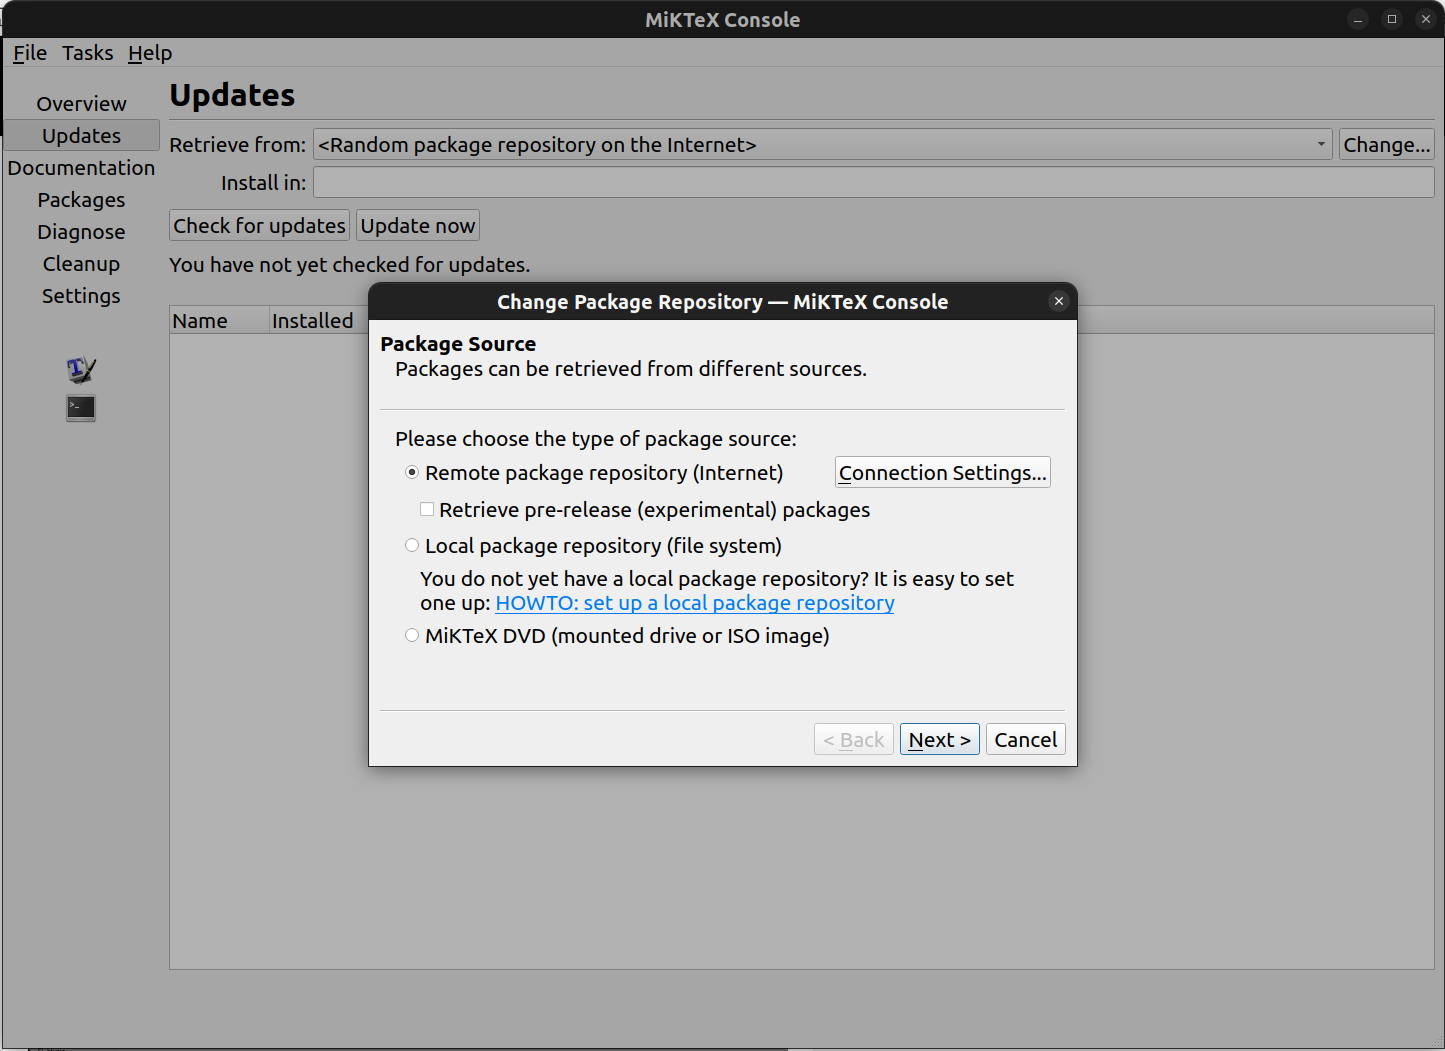 MiKTeX Console
File Tasks Help
Overview
Updates
Documentation
Packages
Diagnose
Cleanup
Settings
Updates
Retrieve from: <Random package repository on the Internet> Change...
Install in:
Check for updates Update now
You have not yet checked for updates.
Name Installed
Change Package Repository — MiKTeX Console
Package Source
Packages can be retrieved from different sources.
Please choose the type of package source:
Remote package repository (Internet) Connection Settings...
Retrieve pre-release (experimental) packages
Local package repository (file system)
You do not yet have a local package repository? It is easy to set
one up: HOWTO: set up a local package repository
MiKTeX DVD (mounted drive or ISO image)
< Back Next > Cancel